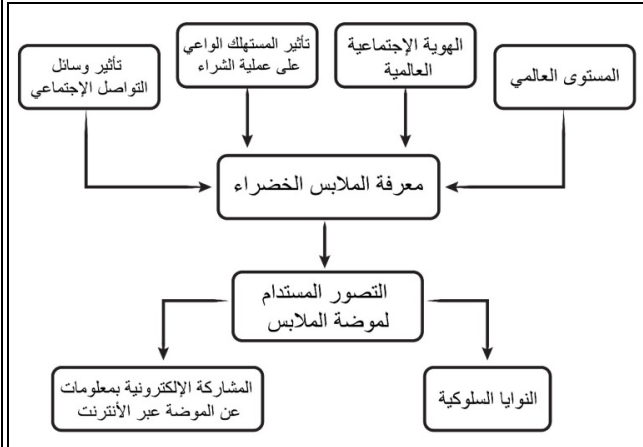 المستوى العالمي
الهوية الإجتماعية
العالمية
تأثير المستهلك الواعي
على عملية الشراء
تأثير وسائل
التواصل الإجتماعي
معرفة الملابس الخضراء
التصور المستدام
لموضة الملابس
النوايا السلوكية
المشاركة الإلكترونية بمعلومات
عن الموضة عبر الأنترنت